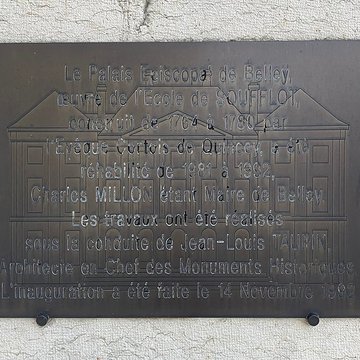 Le Palais Episcopal de Belley,
œuvre de l'Ecole de SOUFFLOT,
construit de 1764 à 1780 par
l'Evêque Cortois de Quincey, a été
réhabilité de 1981 à 1992,
Charles MILLON étant Maire de Belley.
Les travaux ont été réalisés
sous la conduite de Jean-Louis TAUPIN,
Architecte en Chef des Monuments Historiques.
L'inauguration a été faite le 14 Novembre 1992